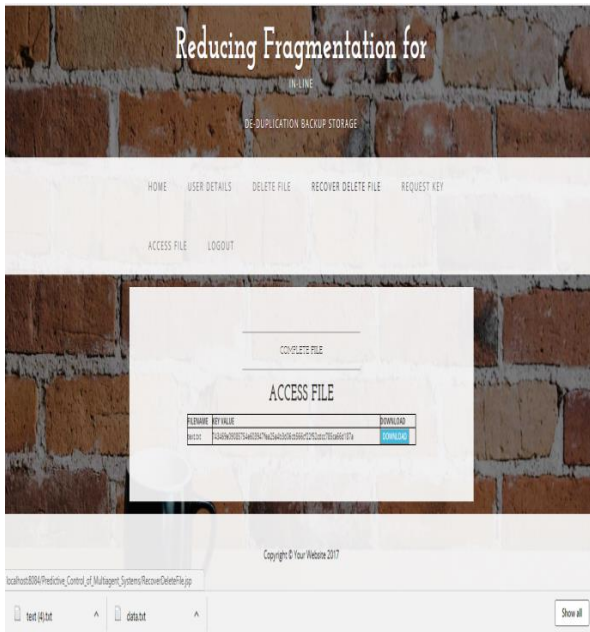 Reducing Fragmentation for
IN-LINE
DE-DUPLICATION BACKUP STORAGE
HOME USER DETAILS DELETE FILE RECOVER DELETE FILE REQUEST KEY
ACCESS FILE LOGOUT
COMPLETE FILE
ACCESS FILE
FILENAME KEY VALUE DOWNLOAD
DOWNLOAD
Copyright © Your Website 2017
localhost:8084/Predictive_Control_of_Multiagent_Systems/RecoverDeleteFile.jsp
text (4).txt data.txt Show all